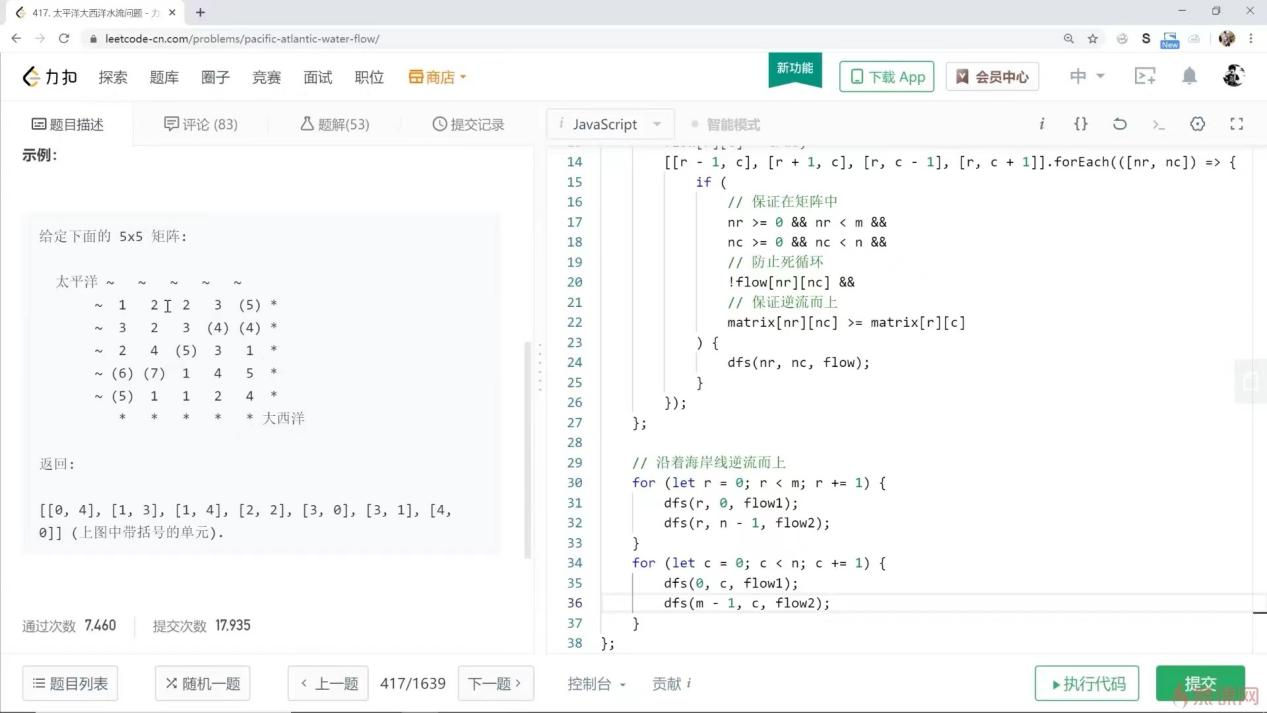 417. 太平洋大西洋水流问题 - 力
leetcode-cn.com/problems/pacific-atlantic-water-flow/
New
力扣 探索 题库 圈子 竞赛 面试 职位 商店 新功能 下载 App 会员中心 中
题目描述 评论 (83) 题解(53) 提交记录
i JavaScript 智能模式
示例:
给定下面的 5x5 矩阵:
太平洋 ~ ~ ~ ~ ~
~ 1 2 2 3 (5) *
~ 3 2 3 (4) (4) *
~ 2 4 (5) 3 1 *
~ (6) (7) 1 4 5 *
~ (5) 1 1 2 4 *
* * * * * 大西洋
返回:
[[0, 4], [1, 3], [1, 4], [2, 2], [3, 0], [3, 1], [4,
0]] (上图中带括号的单元).
通过次数 7,460 提交次数 17,935
14 [[r - 1, c], [r + 1, c], [r, c - 1], [r, c + 1]].forEach(([nr, nc]) => {
15 if (
16 // 保证在矩阵中
17 nr >= 0 && nr < m &&
18 nc >= 0 && nc < n &&
19 // 防止死循环
20 !flow[nr][nc] &&
21 // 保证逆流而上
22 matrix[nr][nc] >= matrix[r][c]
23 ) {
24 dfs(nr, nc, flow);
25 }
26 });
27 };
28
29 // 沿着海岸线逆流而上
30 for (let r = 0; r < m; r += 1) {
31 dfs(r, 0, flow1);
32 dfs(r, n - 1, flow2);
33 }
34 for (let c = 0; c < n; c += 1) {
35 dfs(0, c, flow1);
36 dfs(m - 1, c, flow2);
37 }
38 };
题目列表 随机一题 < 上一题 417/1639 下一题 > 控制台 贡献 i 执行代码 提交